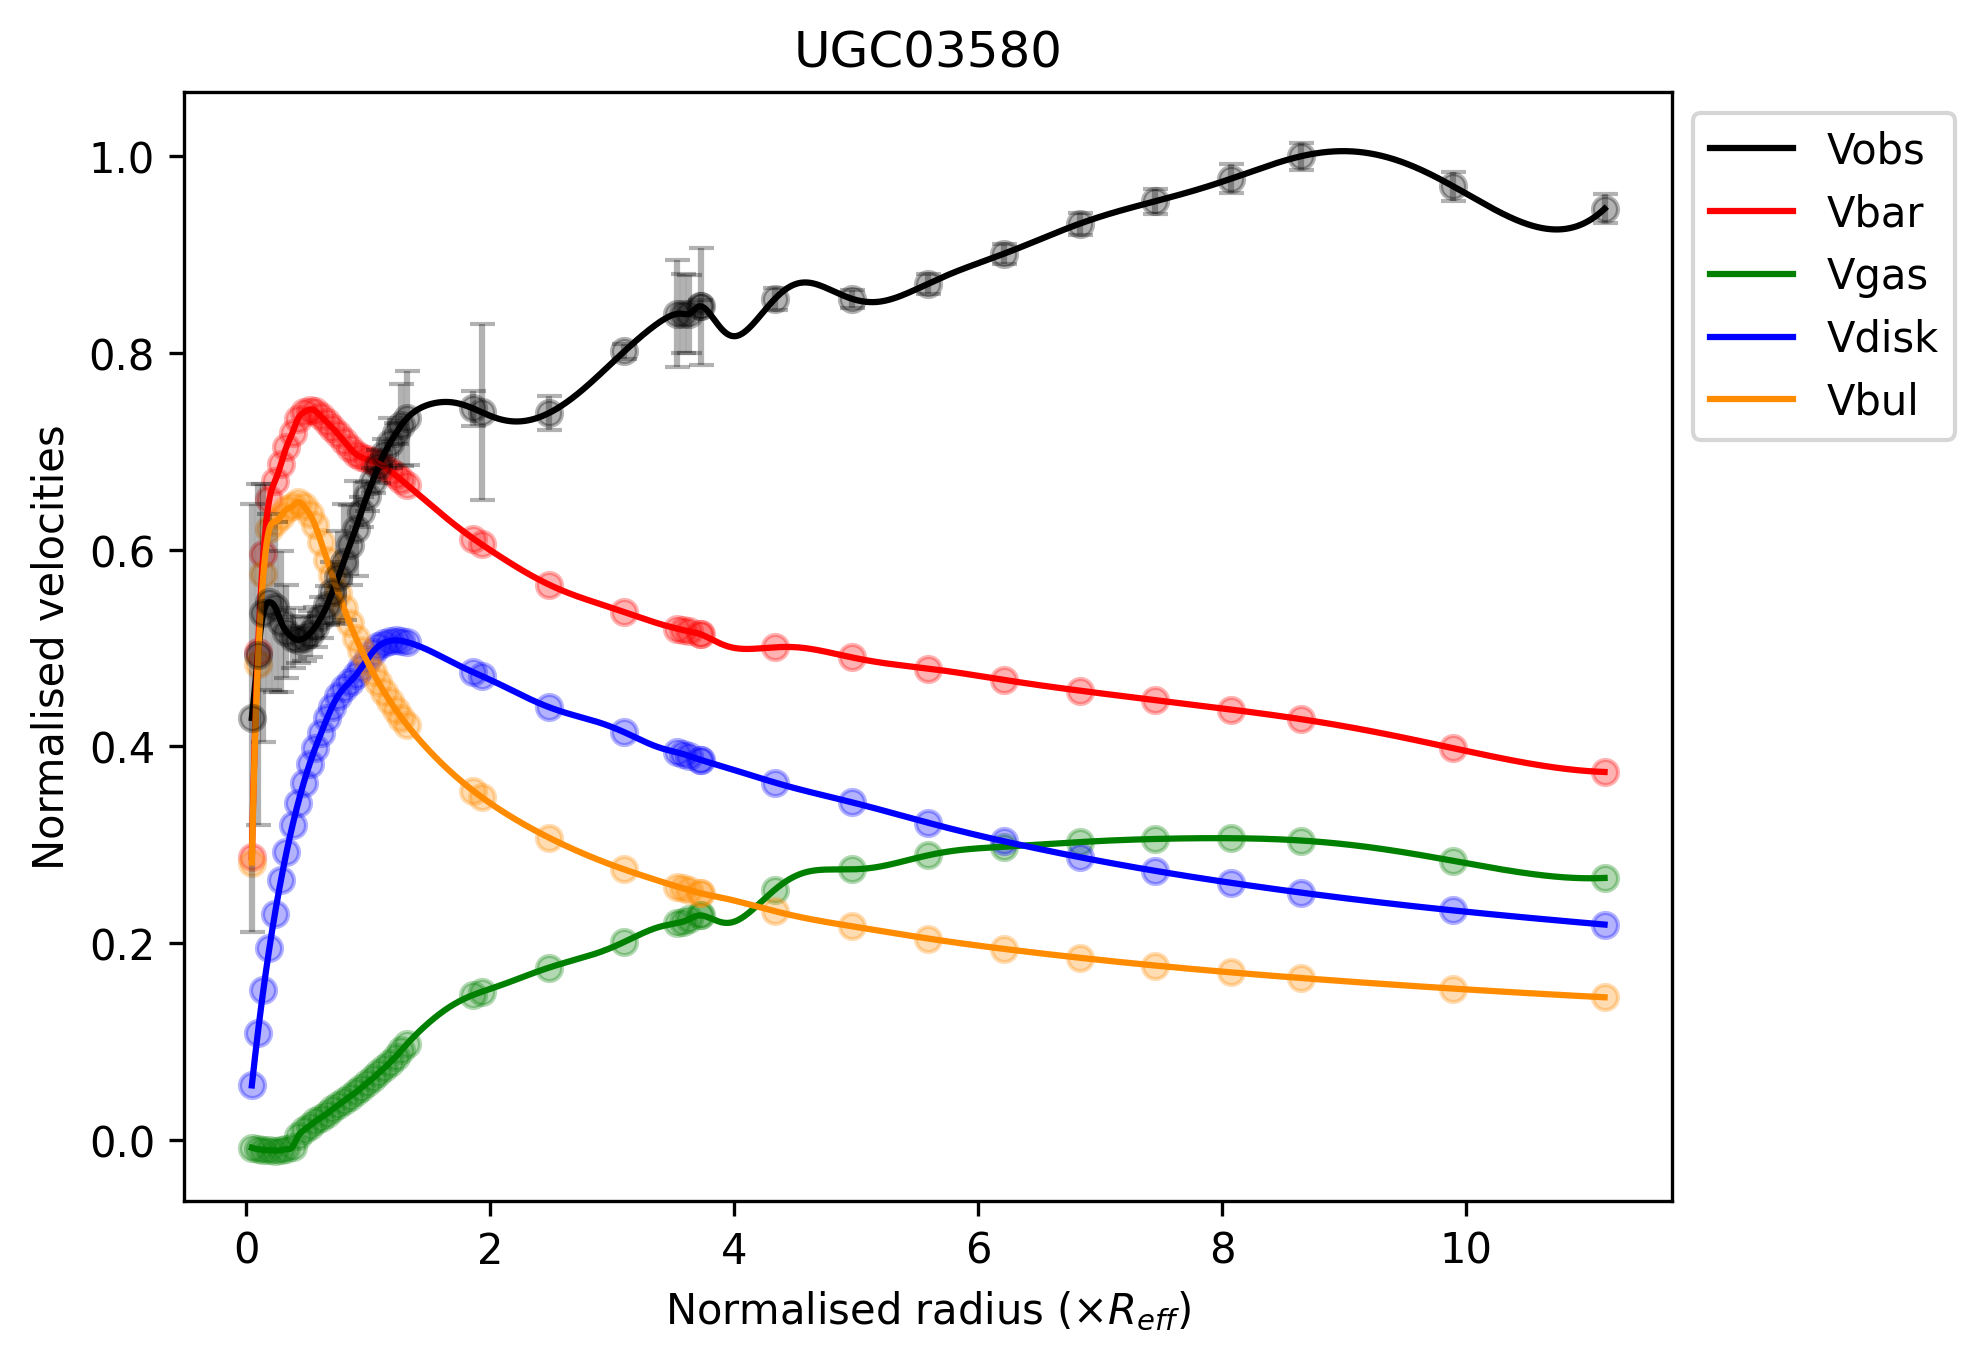 UGC03580
Normalised velocities
1.0
0.8
0.6
0.4
0.2
0.0
0 2 4 6 8 10
Normalised radius (×R_eff)
Vobs
Vbar
Vgas
Vdisk
Vbul